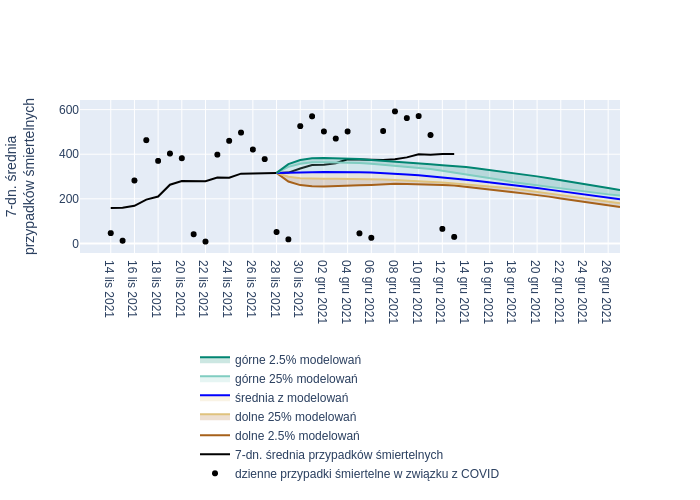 7-dn. średnia
przypadków śmiertelnych
600
400
200
0
14 lis 2021
16 lis 2021
18 lis 2021
20 lis 2021
22 lis 2021
24 lis 2021
26 lis 2021
28 lis 2021
30 lis 2021
02 gru 2021
04 gru 2021
06 gru 2021
08 gru 2021
10 gru 2021
12 gru 2021
14 gru 2021
16 gru 2021
18 gru 2021
20 gru 2021
22 gru 2021
24 gru 2021
26 gru 2021
górne 2.5% modelowań
górne 25% modelowań
średnia z modelowań
dolne 25% modelowań
dolne 2.5% modelowań
7-dn. średnia przypadków śmiertelnych
dzienne przypadki śmiertelne w związku z COVID